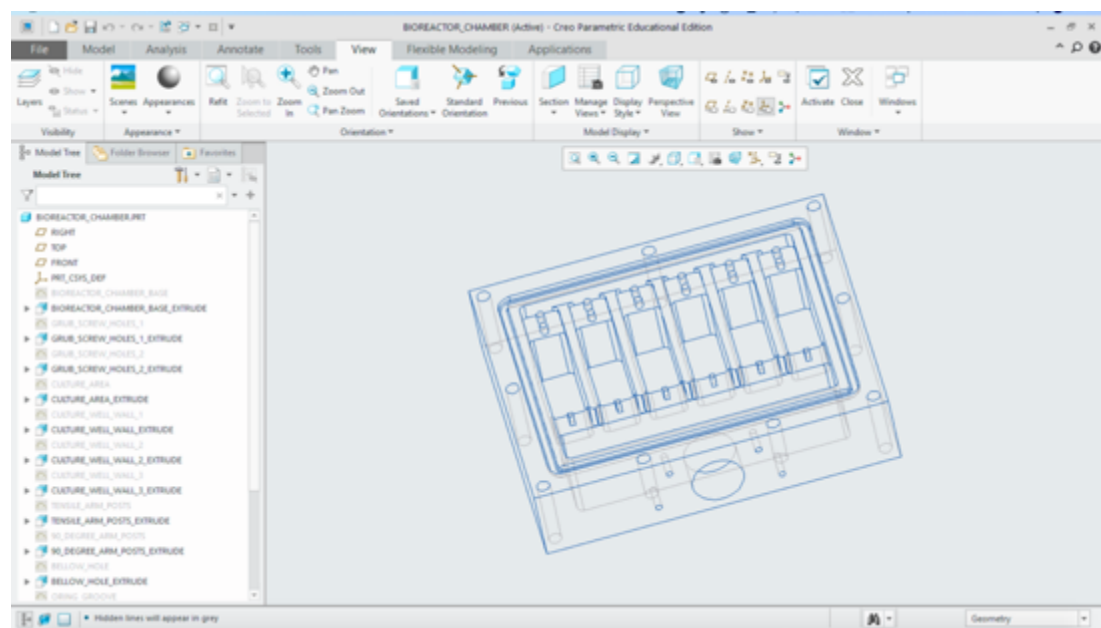 BIOREACTOR_CHAMBER (Active) - Creo Parametric Educational Edition
File Model Analysis Annotate Tools View Flexible Modeling Applications
Hide
Show
Status
Layers Scenes Appearances Refit Zoom to Selected Zoom In
Pan
Zoom Out
Pan Zoom
Saved Orientations Standard Orientation Previous Section Manage Views Display Style Perspective View Activate Close Windows
Visibility Appearance Orientation Model Display Show Window
Model Tree Folder Browser Favorites
Model Tree
BIOREACTOR_CHAMBER.PRT
RIGHT
TOP
FRONT
PRT_CSYS_DEF
BIOREACTOR_CHAMBER_BASE
BIOREACTOR_CHAMBER_BASE_EXTRUDE
GRUB_SCREW_HOLES_1
GRUB_SCREW_HOLES_1_EXTRUDE
GRUB_SCREW_HOLES_2
GRUB_SCREW_HOLES_2_EXTRUDE
CULTURE_AREA
CULTURE_AREA_EXTRUDE
CULTURE_WELL_WALL_1
CULTURE_WELL_WALL_EXTRUDE
CULTURE_WELL_WALL_2
CULTURE_WELL_WALL_2_EXTRUDE
CULTURE_WELL_WALL_3
CULTURE_WELL_WALL_3_EXTRUDE
TENSILE_ARM_POSTS
TENSILE_ARM_POSTS_EXTRUDE
90_DEGREE_ARM_POSTS
90_DEGREE_ARM_POSTS_EXTRUDE
BELLOW_HOLE
BELLOW_HOLE_EXTRUDE
ORING_GROOVE
Hidden lines will appear in grey
Geometry